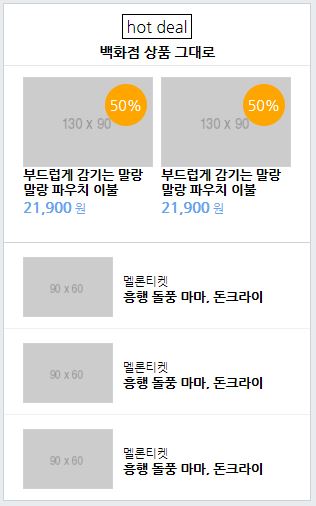 hot deal
백화점 상품 그대로
50%
50%
130 x 90
130 x 90
부드럽게 감기는 말랑
말랑 파우치 이불
21,900 원
부드럽게 감기는 말랑
말랑 파우치 이불
21,900 원
90 x 60
멜론티켓
흥행 돌풍 마마, 돈크라이
90 x 60
멜론티켓
흥행 돌풍 마마, 돈크라이
90 x 60
멜론티켓
흥행 돌풍 마마, 돈크라이